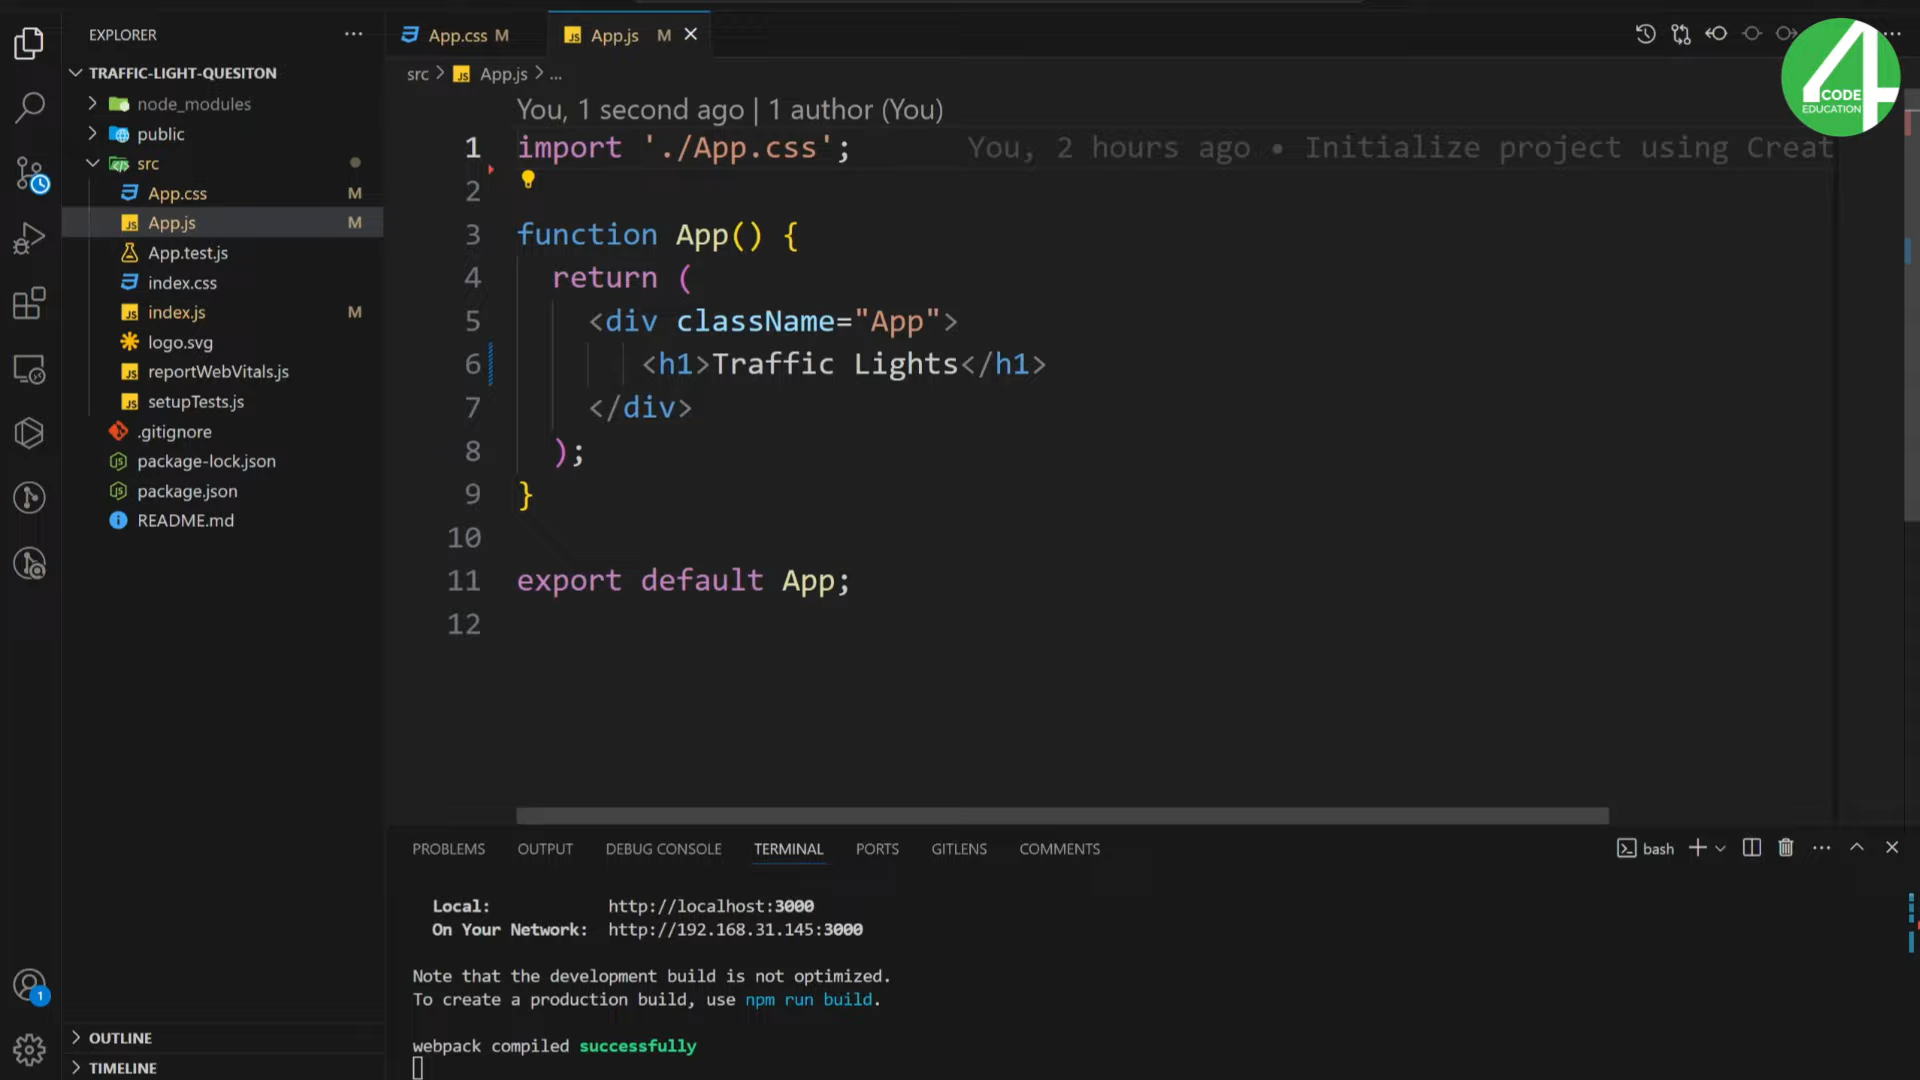 EXPLORER
TRAFFIC-LIGHT-QUESITON
node_modules
public
src
App.css M
App.js M
App.test.js
index.css
index.js M
logo.svg
reportWebVitals.js
setupTests.js
.gitignore
package-lock.json
package.json
README.md
OUTLINE
TIMELINE
1
App.css M
App.js M
src > App.js > ...
You, 1 second ago | 1 author (You)
1 import './App.css'; You, 2 hours ago • Initialize project using Creat
2
3 function App() {
4 return (
5 <div className="App">
6 <h1>Traffic Lights</h1>
7 </div>
8 );
9 }
10
11 export default App;
12
4
CODE
EDUCATION
PROBLEMS OUTPUT DEBUG CONSOLE TERMINAL PORTS GITLENS COMMENTS
bash
Local: http://localhost:3000
On Your Network: http://192.168.31.145:3000
Note that the development build is not optimized.
To create a production build, use npm run build.
webpack compiled successfully